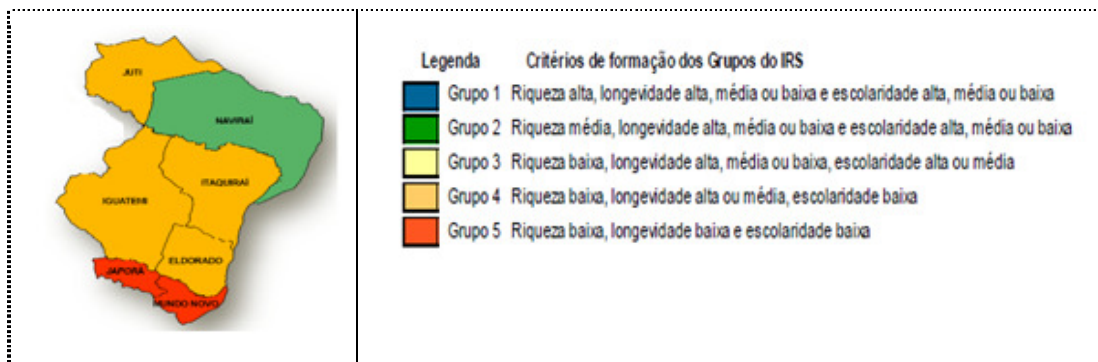 JUTI
NAVIRAÍ
ITAQUIRAÍ
IGUATEMI
ELDORADO
JAPORÃ
MUNDO NOVO
Legenda Critérios de formação dos Grupos do IRS
Grupo 1 Riqueza alta, longevidade alta, média ou baixa e escolaridade alta, média ou baixa
Grupo 2 Riqueza média, longevidade alta, média ou baixa e escolaridade alta, média ou baixa
Grupo 3 Riqueza baixa, longevidade alta, média ou baixa, escolaridade alta ou média
Grupo 4 Riqueza baixa, longevidade alta ou média, escolaridade baixa
Grupo 5 Riqueza baixa, longevidade baixa e escolaridade baixa